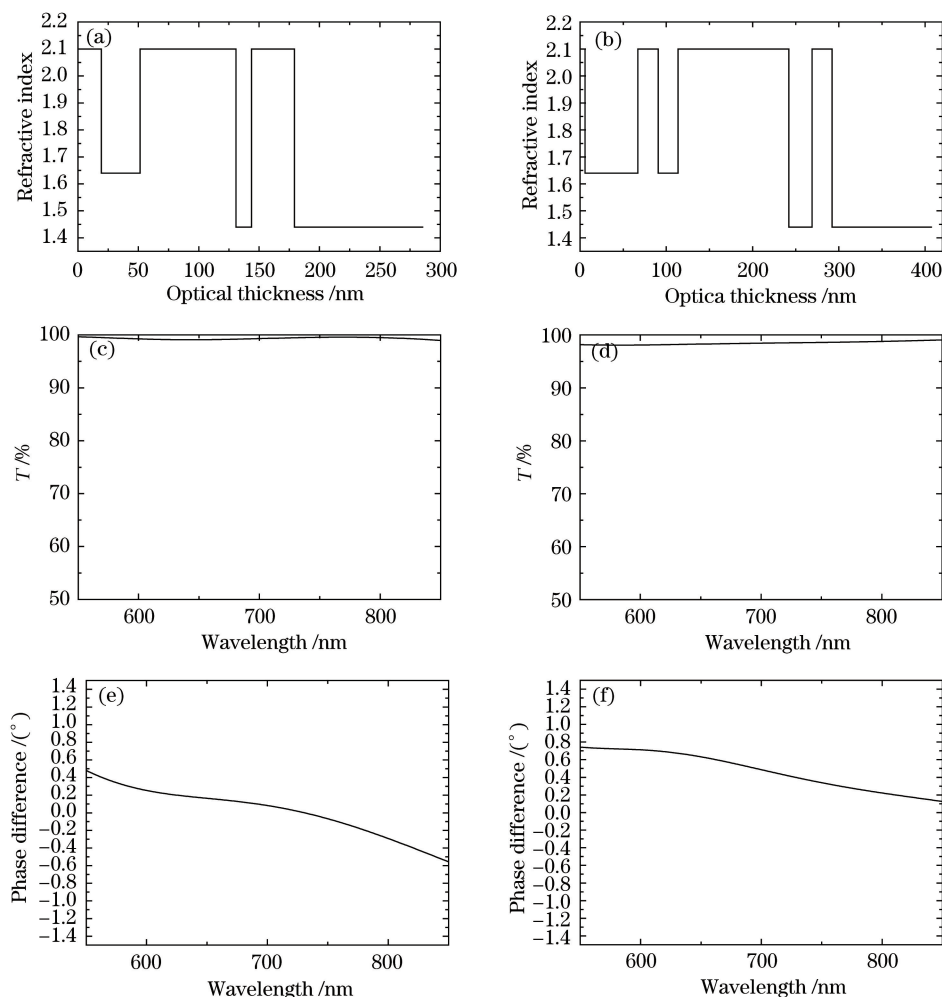 (a)
Refractive index
2.2
2.1
2.0
1.9
1.8
1.7
1.6
1.5
1.4
0 50 100 150 200 250 300
Optical thickness /nm
(b)
Refractive index
2.2
2.1
2.0
1.9
1.8
1.7
1.6
1.5
1.4
0 100 200 300 400
Optica thickness /nm
(c)
T /%
100
90
80
70
60
50
600 700 800
Wavelength /nm
(d)
T /%
100
90
80
70
60
50
600 700 800
Wavelength /nm
(e)
Phase difference /(°)
1.4
1.2
1.0
0.8
0.6
0.4
0.2
0.0
−0.2
−0.4
−0.6
−0.8
−1.0
−1.2
−1.4
600 700 800
Wavelength /nm
(f)
Phase difference /(°)
1.4
1.2
1.0
0.8
0.6
0.4
0.2
0.0
−0.2
−0.4
−0.6
−0.8
−1.0
−1.2
−1.4
600 700 800
Wavelength /nm